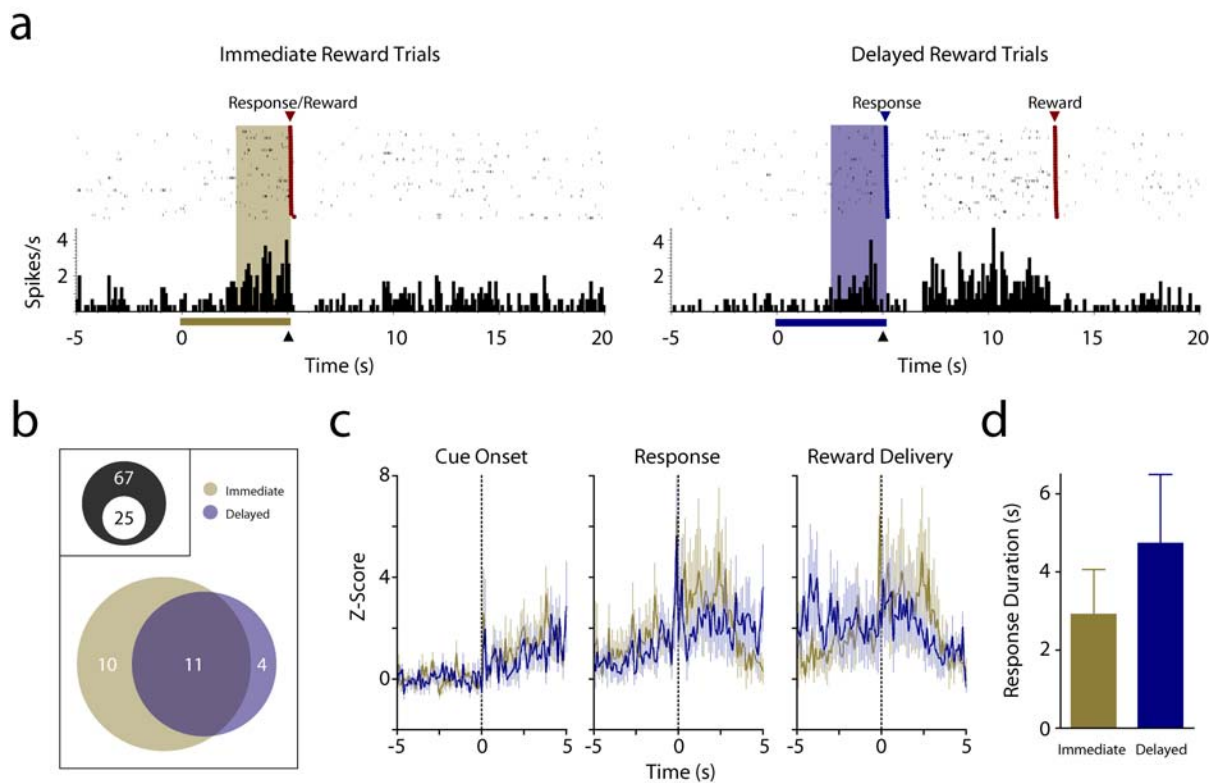 a
Immediate Reward Trials
Delayed Reward Trials
Response/Reward
Response
Reward
Spikes/s
4
2
-5
0
10
15
20
Time (s)
-5
0
10
15
20
Time (s)
4
2
b
67
25
Immediate
Delayed
10
11
4
c
Cue Onset
Response
Reward Delivery
Z-Score
8
4
0
-5
0
5
-5
0
5
-5
0
5
Time (s)
d
Response Duration (s)
6
4
2
0
Immediate
Delayed